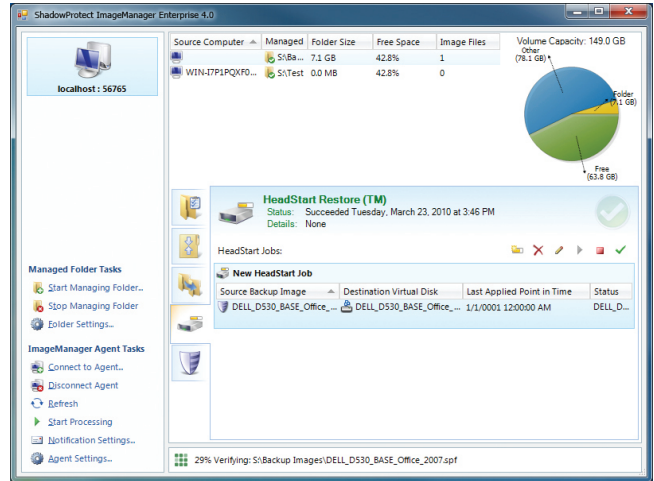 ShadowProtect ImageManager Enterprise 4.0
localhost : 56765
Managed Folder Tasks
Start Managing Folder...
Stop Managing Folder
Folder Settings...
ImageManager Agent Tasks
Connect to Agent...
Disconnect Agent
Refresh
Start Processing
Notification Settings...
Agent Settings...
Source Computer Managed Folder Size Free Space Image Files
S:\Ba... 7.1 GB 42.8% 1
WIN-I7P1PQXF0... S:\Test 0.0 MB 42.8% 0
Volume Capacity: 149.0 GB
Other
(78.1 GB)
Folder
(7.1 GB)
Free
(63.8 GB)
HeadStart Restore (TM)
Status: Succeeded Tuesday, March 23, 2010 at 3:46 PM
Details: None
HeadStart Jobs:
New HeadStart Job
Source Backup Image Destination Virtual Disk Last Applied Point in Time Status
DELL_D530_BASE_Office_... DELL_D530_BASE_Office_... 1/1/0001 12:00:00 AM DELL_D...
29% Verifying: S:\Backup Images\DELL_D530_BASE_Office_2007.spf